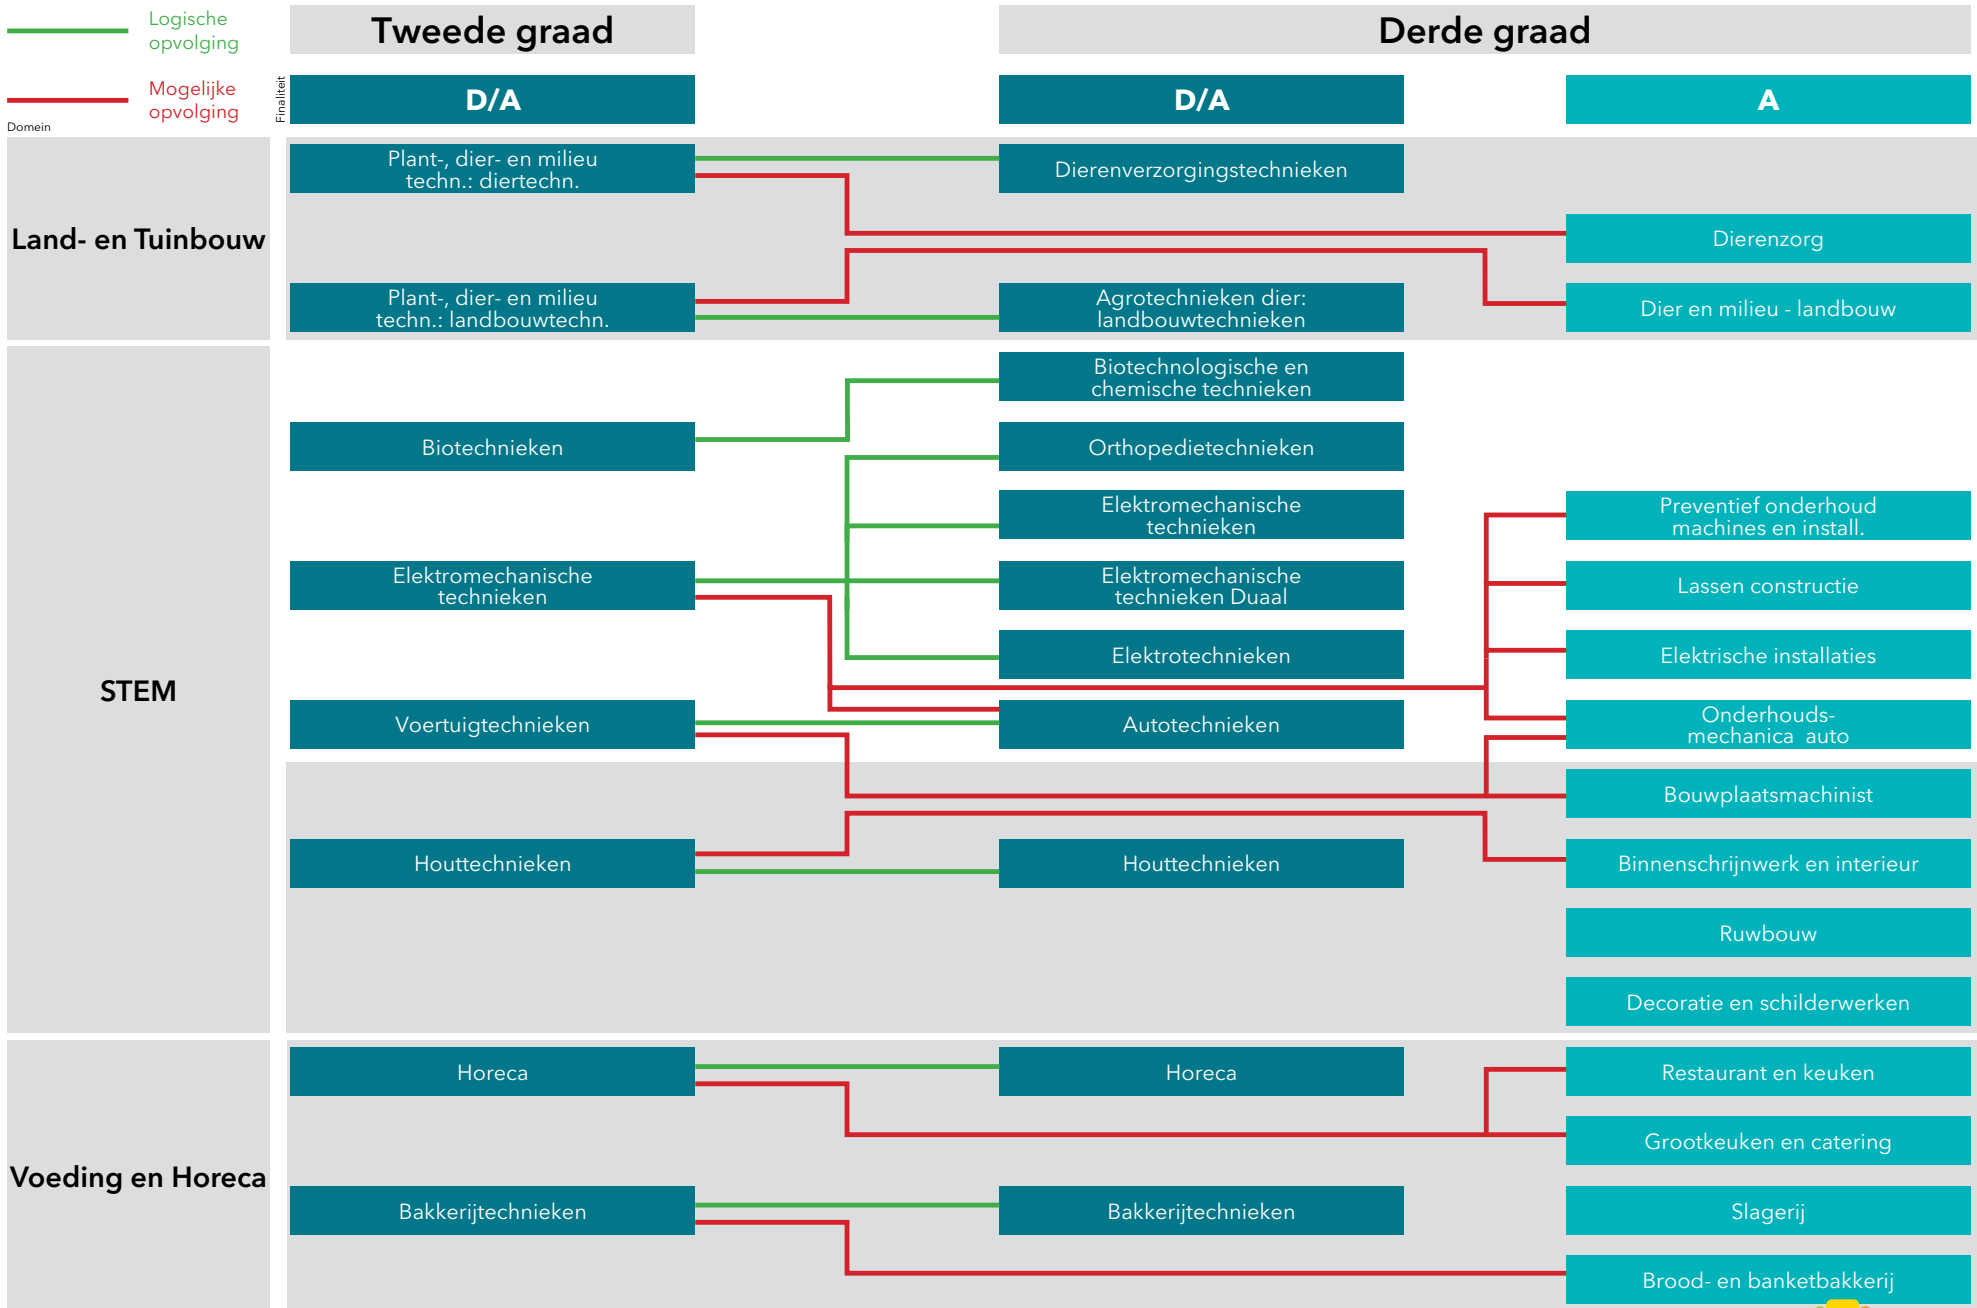 Logische
opvolging
Mogelijke
opvolging
Domein
Finaliteit
Tweede graad
Derde graad
D/A
D/A
A
Land- en Tuinbouw
Plant-, dier- en milieu
techn.: diertechn.
Dierenverzorgingstechnieken
Dierenzorg
Plant-, dier- en milieu
techn.: landbouwtechn.
Agrotechnieken dier:
landbouwtechnieken
Dier en milieu - landbouw
STEM
Biotechnologische en
chemische technieken
Biotechnieken
Orthopedietechnieken
Elektromechanische
technieken
Preventief onderhoud
machines en install.
Elektromechanische
technieken
Elektromechanische
technieken Duaal
Lassen constructie
Elektrotechnieken
Elektrische installaties
Voertuigtechnieken
Autotechnieken
Onderhouds-
mechanica auto
Bouwplaatsmachinist
Houttechnieken
Houttechnieken
Binnenschrijnwerk en interieur
Ruwbouw
Decoratie en schilderwerken
Voeding en Horeca
Horeca
Horeca
Restaurant en keuken
Grootkeuken en catering
Bakkerijtechnieken
Bakkerijtechnieken
Slagerij
Brood- en banketbakkerij